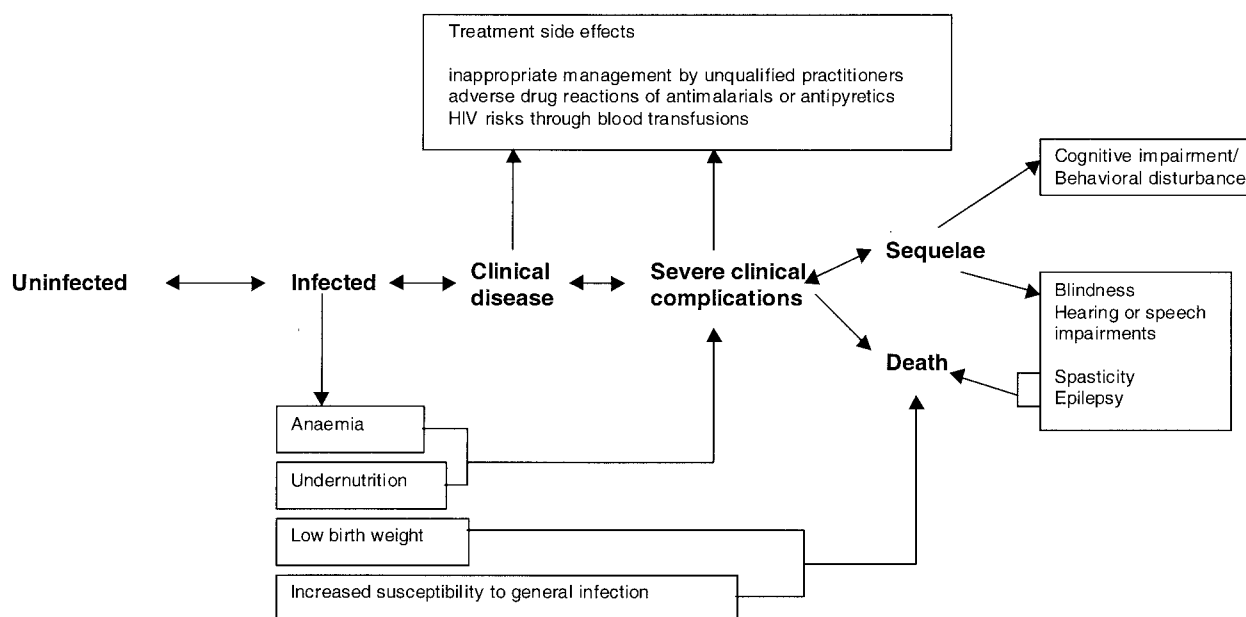 Treatment side effects
inappropriate management by unqualified practitioners
adverse drug reactions of antimalarials or antipyretics
HIV risks through blood transfusions
Cognitive impairment/
Behavioral disturbance
Uninfected
Infected
Clinical
disease
Severe clinical
complications
Sequelae
Death
Blindness
Hearing or speech
impairments
Spasticity
Epilepsy
Anaemia
Undernutrition
Low birth weight
Increased susceptibility to general infection